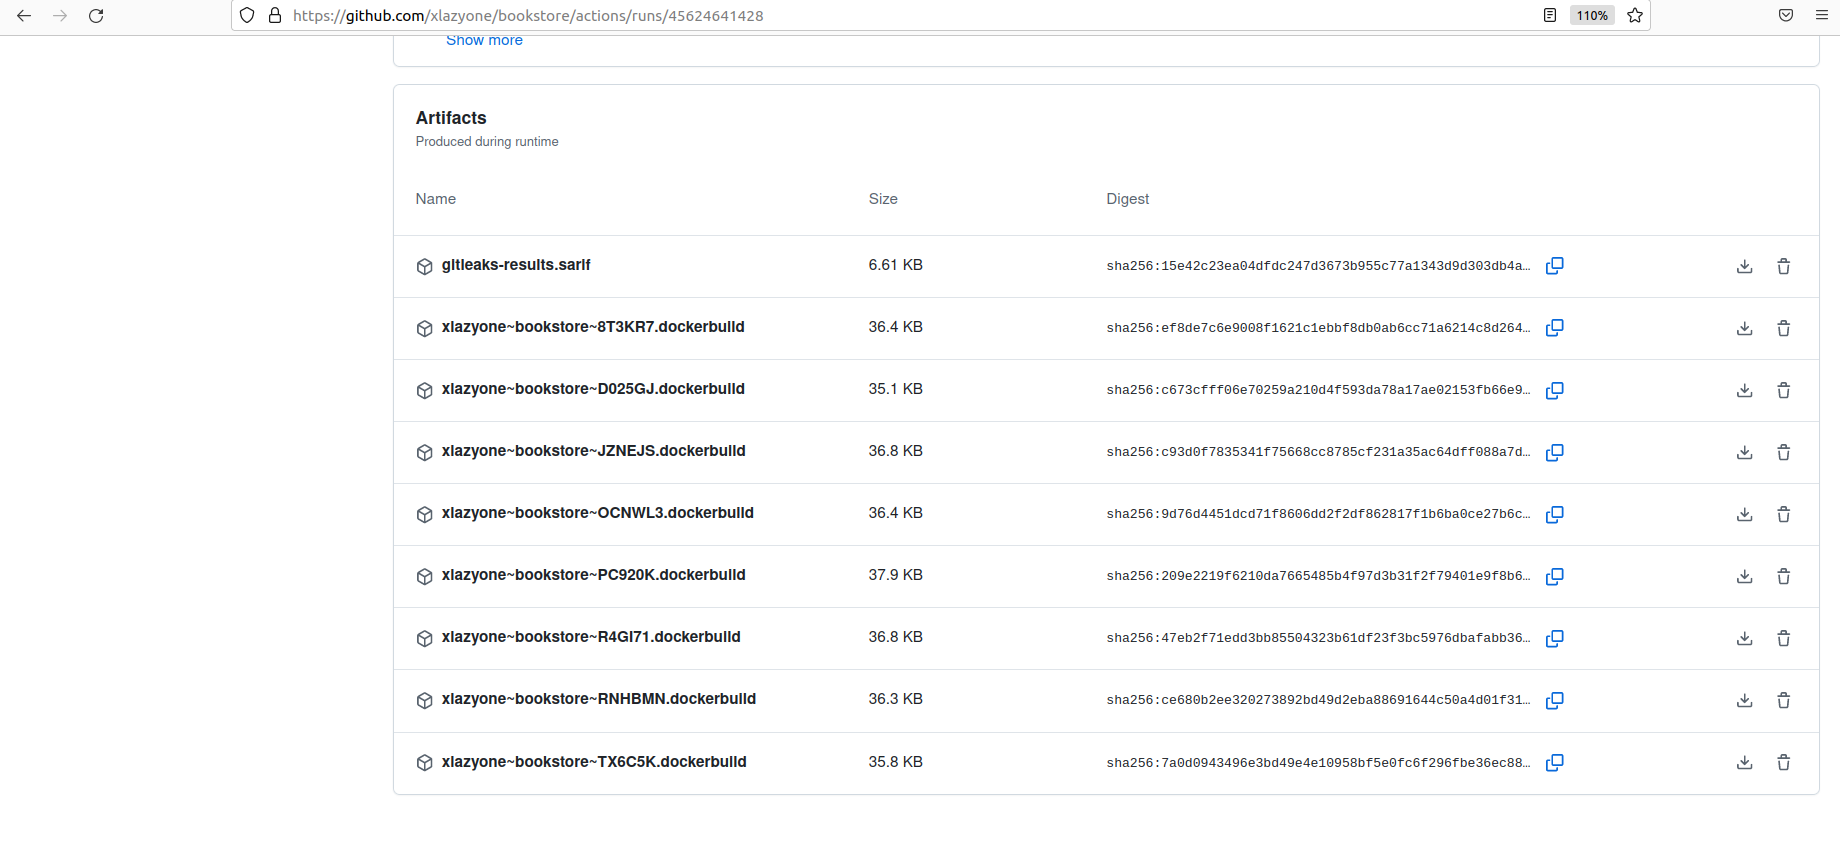 https://github.com/xlazyone/bookstore/actions/runs/45624641428 110%
Show more
Artifacts
Produced during runtime
Name Size Digest
gitleaks-results.sarif 6.61 KB sha256:15e42c23ea04dfdc247d3673b955c77a1343d9d303db4a…
xlazyone~bookstore~8T3KR7.dockerbuild 36.4 KB sha256:ef8de7c6e9008f1621c1ebbf8db0ab6cc71a6214c8d264…
xlazyone~bookstore~D025GJ.dockerbuild 35.1 KB sha256:c673cfff06e70259a210d4f593da78a17ae02153fb66e9…
xlazyone~bookstore~JZNEJS.dockerbuild 36.8 KB sha256:c93d0f7835341f75668cc8785cf231a35ac64dff088a7d…
xlazyone~bookstore~OCNWL3.dockerbuild 36.4 KB sha256:9d76d4451dcd71f8606dd2f2df862817f1b6ba0ce27b6c…
xlazyone~bookstore~PC920K.dockerbuild 37.9 KB sha256:209e2219f6210da7665485b4f97d3b31f2f79401e9f8b6…
xlazyone~bookstore~R4GI71.dockerbuild 36.8 KB sha256:47eb2f71edd3bb85504323b61df23f3bc5976dbafabb36…
xlazyone~bookstore~RNHBMN.dockerbuild 36.3 KB sha256:ce680b2ee320273892bd49d2eba88691644c50a4d01f31…
xlazyone~bookstore~TX6C5K.dockerbuild 35.8 KB sha256:7a0d0943496e3bd49e4e10958bf5e0fc6f296fbe36ec88…